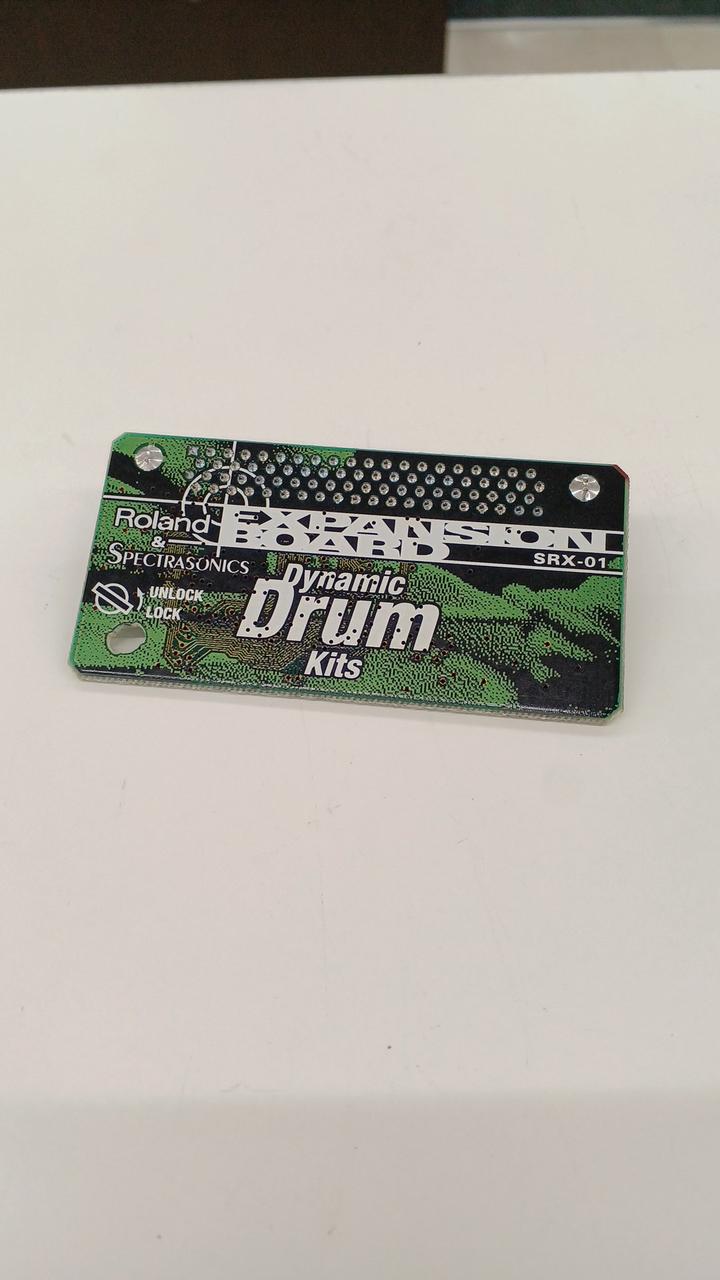 Roland
&
SPECTRASONICS
EXPANSION
BOARD
SRX-01
Dynamic
Drum
Kits
UNLOCK
LOCK